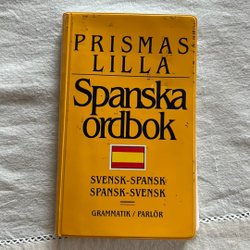 PRISMAS
LILLA
Spanska
ordbok
SVENSK-SPANSK
SPANSK-SVENSK
GRAMMATIK / PARLÖR